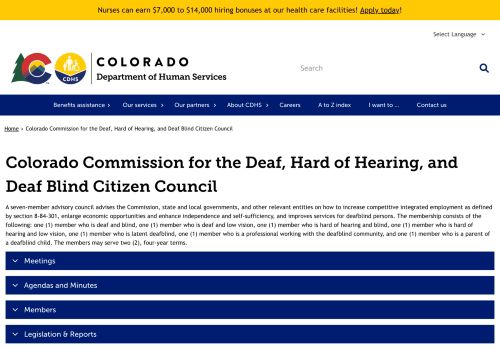 Nurses can earn $7,000 to $14,000 hiring bonuses at our health care facilities! Apply today!
Select Language
COLORADO
Department of Human Services
CDHS
Search
Benefits assistance
Our services
Our partners
About CDHS
Careers
A to Z index
I want to ...
Contact us
Home › Colorado Commission for the Deaf, Hard of Hearing, and Deaf Blind Citizen Council
Colorado Commission for the Deaf, Hard of Hearing, and
Deaf Blind Citizen Council
A seven-member advisory council advises the Commission, state and local governments, and other relevant entities on how to increase competitive integrated employment as defined
by section 8-84-301, enlarge economic opportunities and enhance independence and self-sufficiency, and improves services for deafblind persons. The membership consists of the
following: one (1) member who is deaf and blind, one (1) member who is deaf and low vision, one (1) member who is hard of hearing and blind, one (1) member who is hard of
hearing and low vision, one (1) member who is latent deafblind, one (1) member who is a professional working with the deafblind community, and one (1) member who is a parent of
a deafblind child. The members may serve two (2), four-year terms.
Meetings
Agendas and Minutes
Members
Legislation & Reports